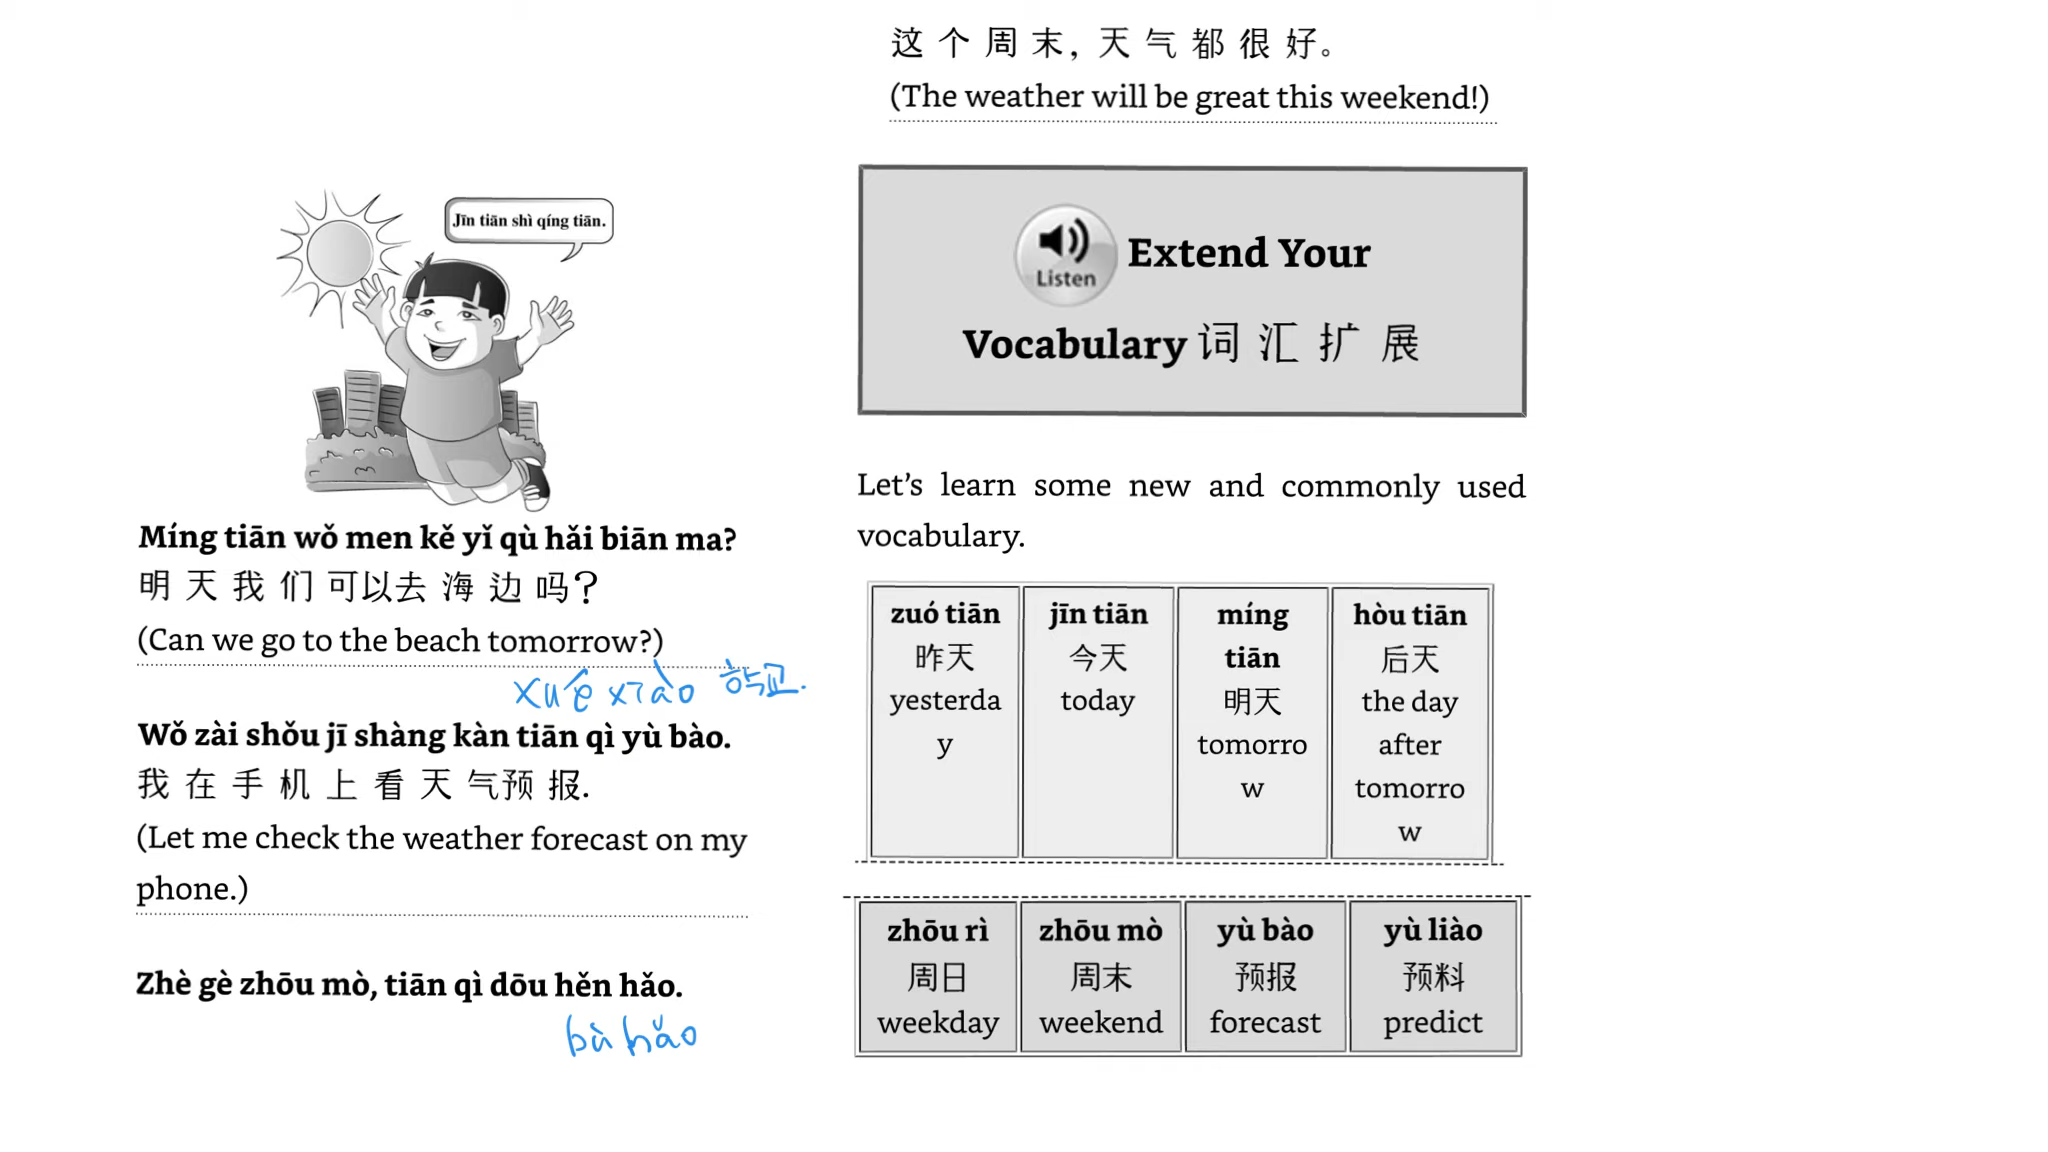 Jīn tiān shì qíng tiān.
Míng tiān wǒ men kě yǐ qù hǎi biān ma?
明天我们可以去海边吗?
(Can we go to the beach tomorrow?)
xué xiào 학교.
Wǒ zài shǒu jī shàng kàn tiān qì yù bào.
我在手机上看天气预报.
(Let me check the weather forecast on my
phone.)
Zhè gè zhōu mò, tiān qì dōu hěn hǎo.
bù hǎo
这个周末, 天气都很好。
(The weather will be great this weekend!)
Listen
Extend Your
Vocabulary 词汇扩展
Let's learn some new and commonly used
vocabulary.
zuó tiān
昨天
yesterda
y
jīn tiān
今天
today
míng
tiān
明天
tomorro
w
hòu tiān
后天
the day
after
tomorro
w
zhōu rì
周日
weekday
zhōu mò
周末
weekend
yù bào
预报
forecast
yù liào
预料
predict